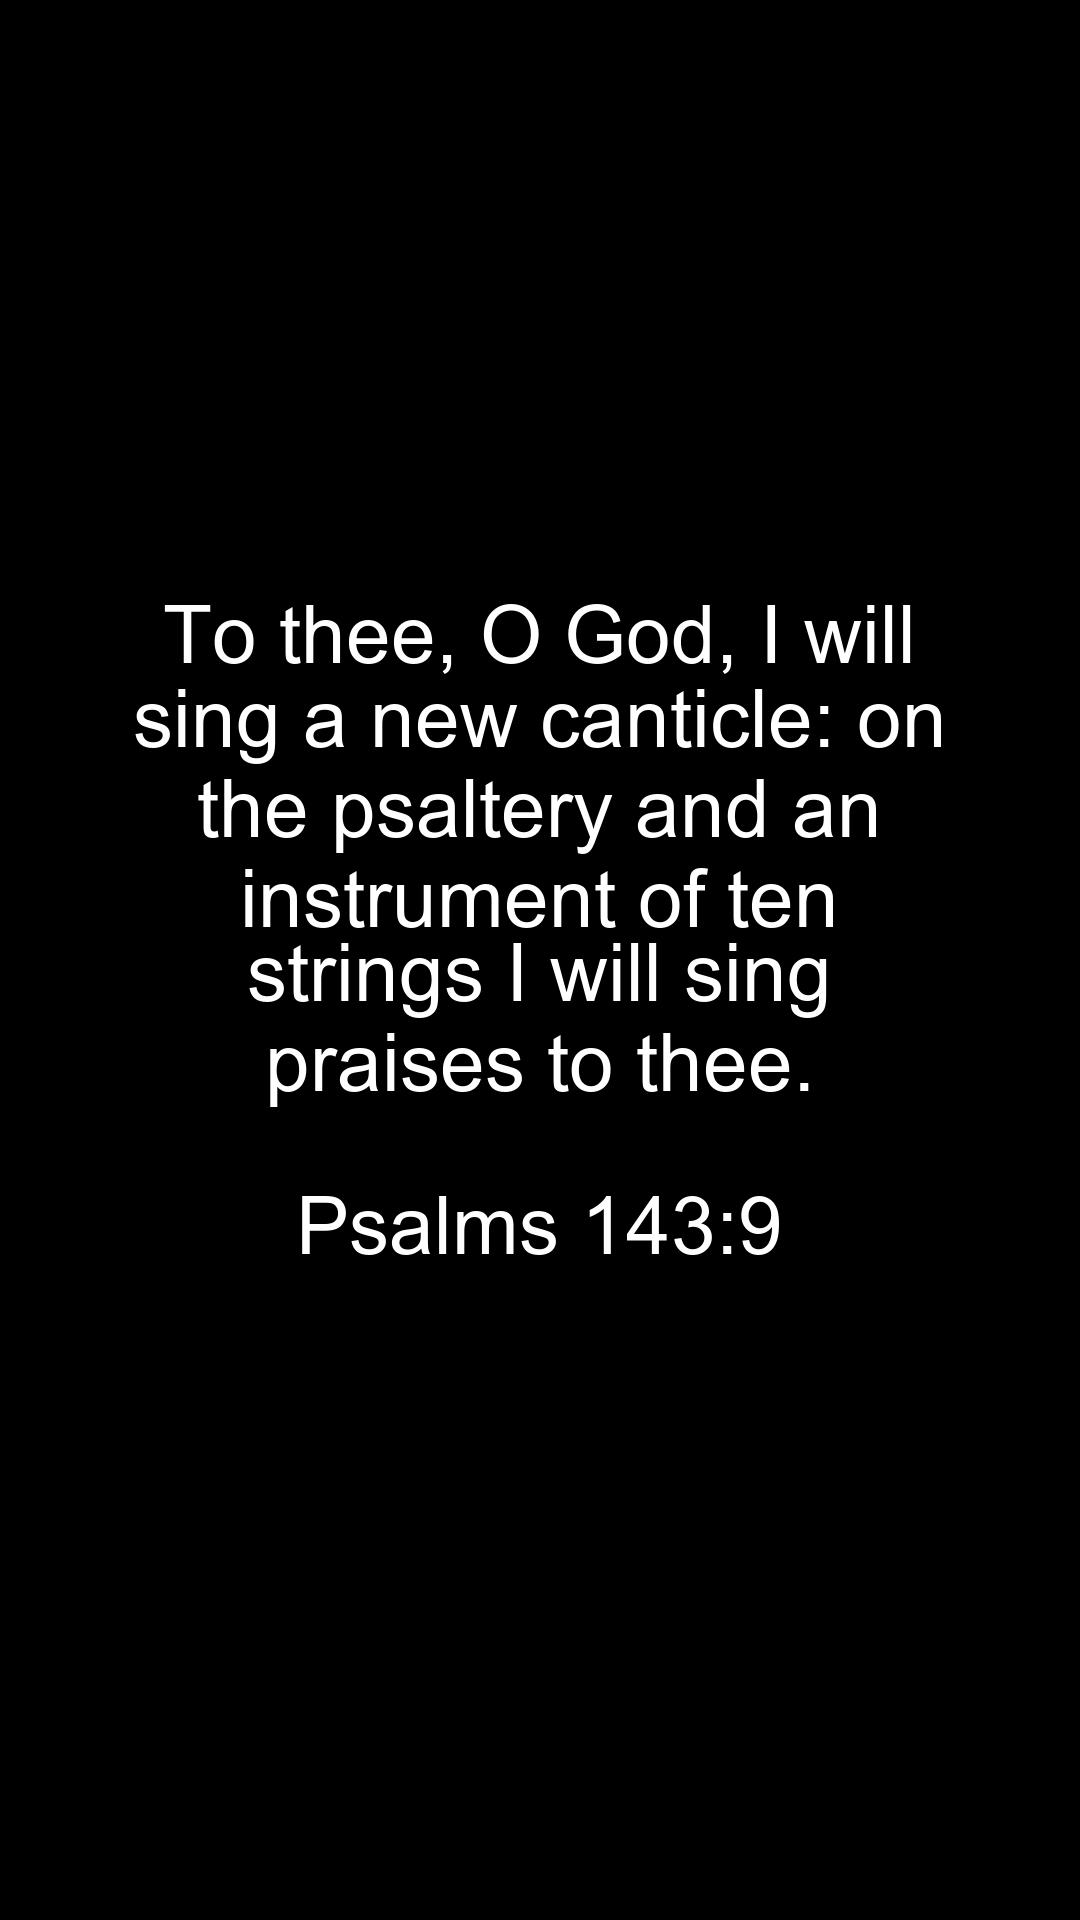 To thee, O God, I will
sing a new canticle: on
the psaltery and an
instrument of ten
strings I will sing
praises to thee.
Psalms 143:9